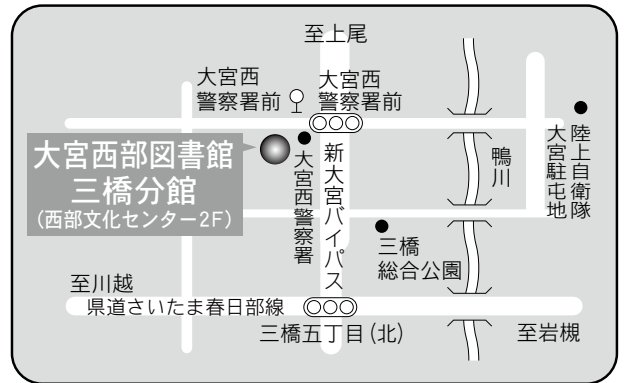 至上尾
大宮西
警察署前
大宮西
警察署前
大宮西部図書館
三橋分館
(西部文化センター2F)
大宮西警察署
新大宮バイパス
鴨川
陸上自衛隊
大宮駐屯地
三橋
総合公園
至川越
県道さいたま春日部線
三橋五丁目(北)
至岩槻